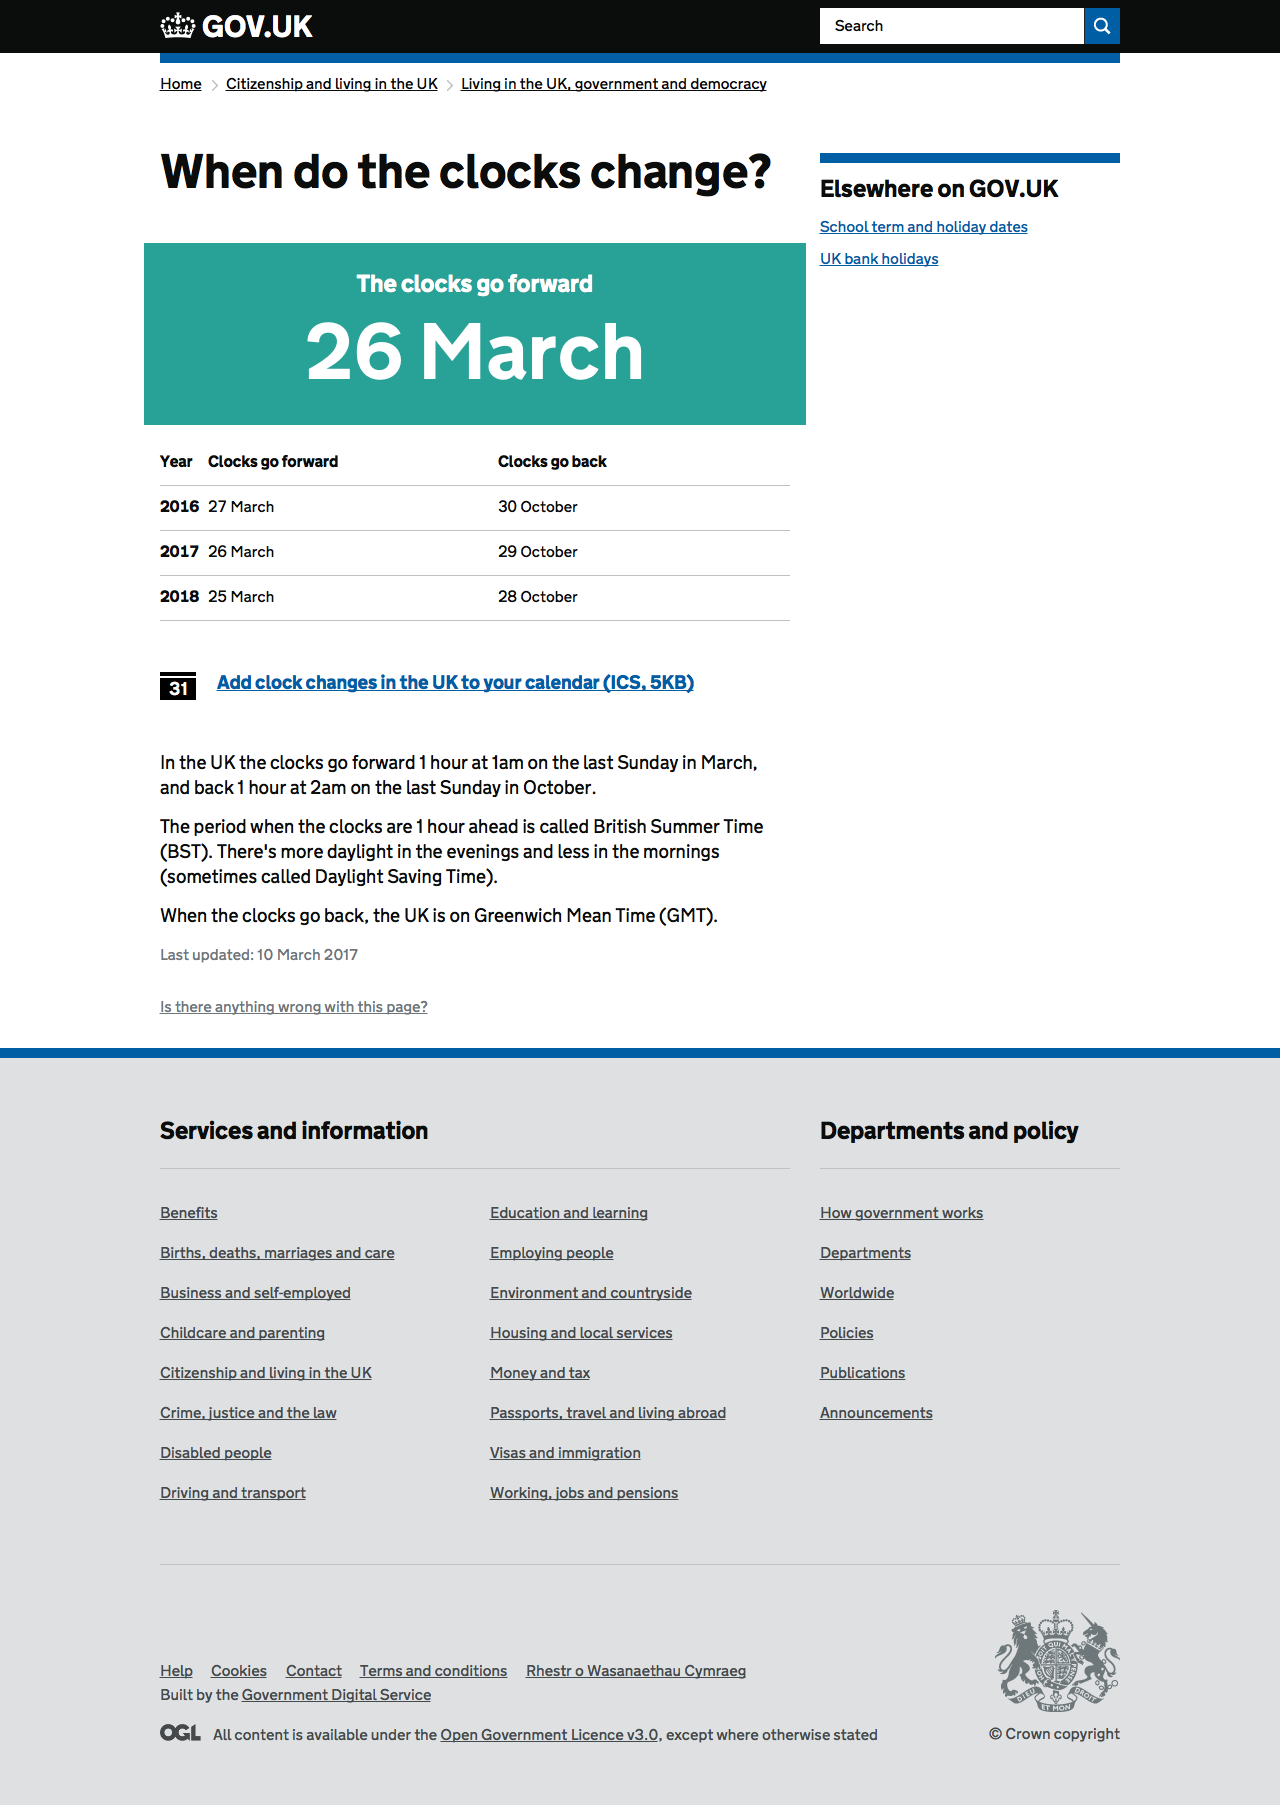 GOV.UK
Search
Home
Citizenship and living in the UK
Living in the UK, government and democracy
When do the clocks change?
The clocks go forward
26 March
Year Clocks go forward Clocks go back
2016 27 March 30 October
2017 26 March 29 October
2018 25 March 28 October
31
Add clock changes in the UK to your calendar (ICS, 5KB)
In the UK the clocks go forward 1 hour at 1am on the last Sunday in March,
and back 1 hour at 2am on the last Sunday in October.
The period when the clocks are 1 hour ahead is called British Summer Time
(BST). There's more daylight in the evenings and less in the mornings
(sometimes called Daylight Saving Time).
When the clocks go back, the UK is on Greenwich Mean Time (GMT).
Last updated: 10 March 2017
Is there anything wrong with this page?
Elsewhere on GOV.UK
School term and holiday dates
UK bank holidays
Services and information
Benefits
Births, deaths, marriages and care
Business and self-employed
Childcare and parenting
Citizenship and living in the UK
Crime, justice and the law
Disabled people
Driving and transport
Education and learning
Employing people
Environment and countryside
Housing and local services
Money and tax
Passports, travel and living abroad
Visas and immigration
Working, jobs and pensions
Departments and policy
How government works
Departments
Worldwide
Policies
Publications
Announcements
Help Cookies Contact Terms and conditions Rhestr o Wasanaethau Cymraeg
Built by the Government Digital Service
OGL All content is available under the Open Government Licence v3.0, except where otherwise stated
DIEU ET MON DROIT
© Crown copyright